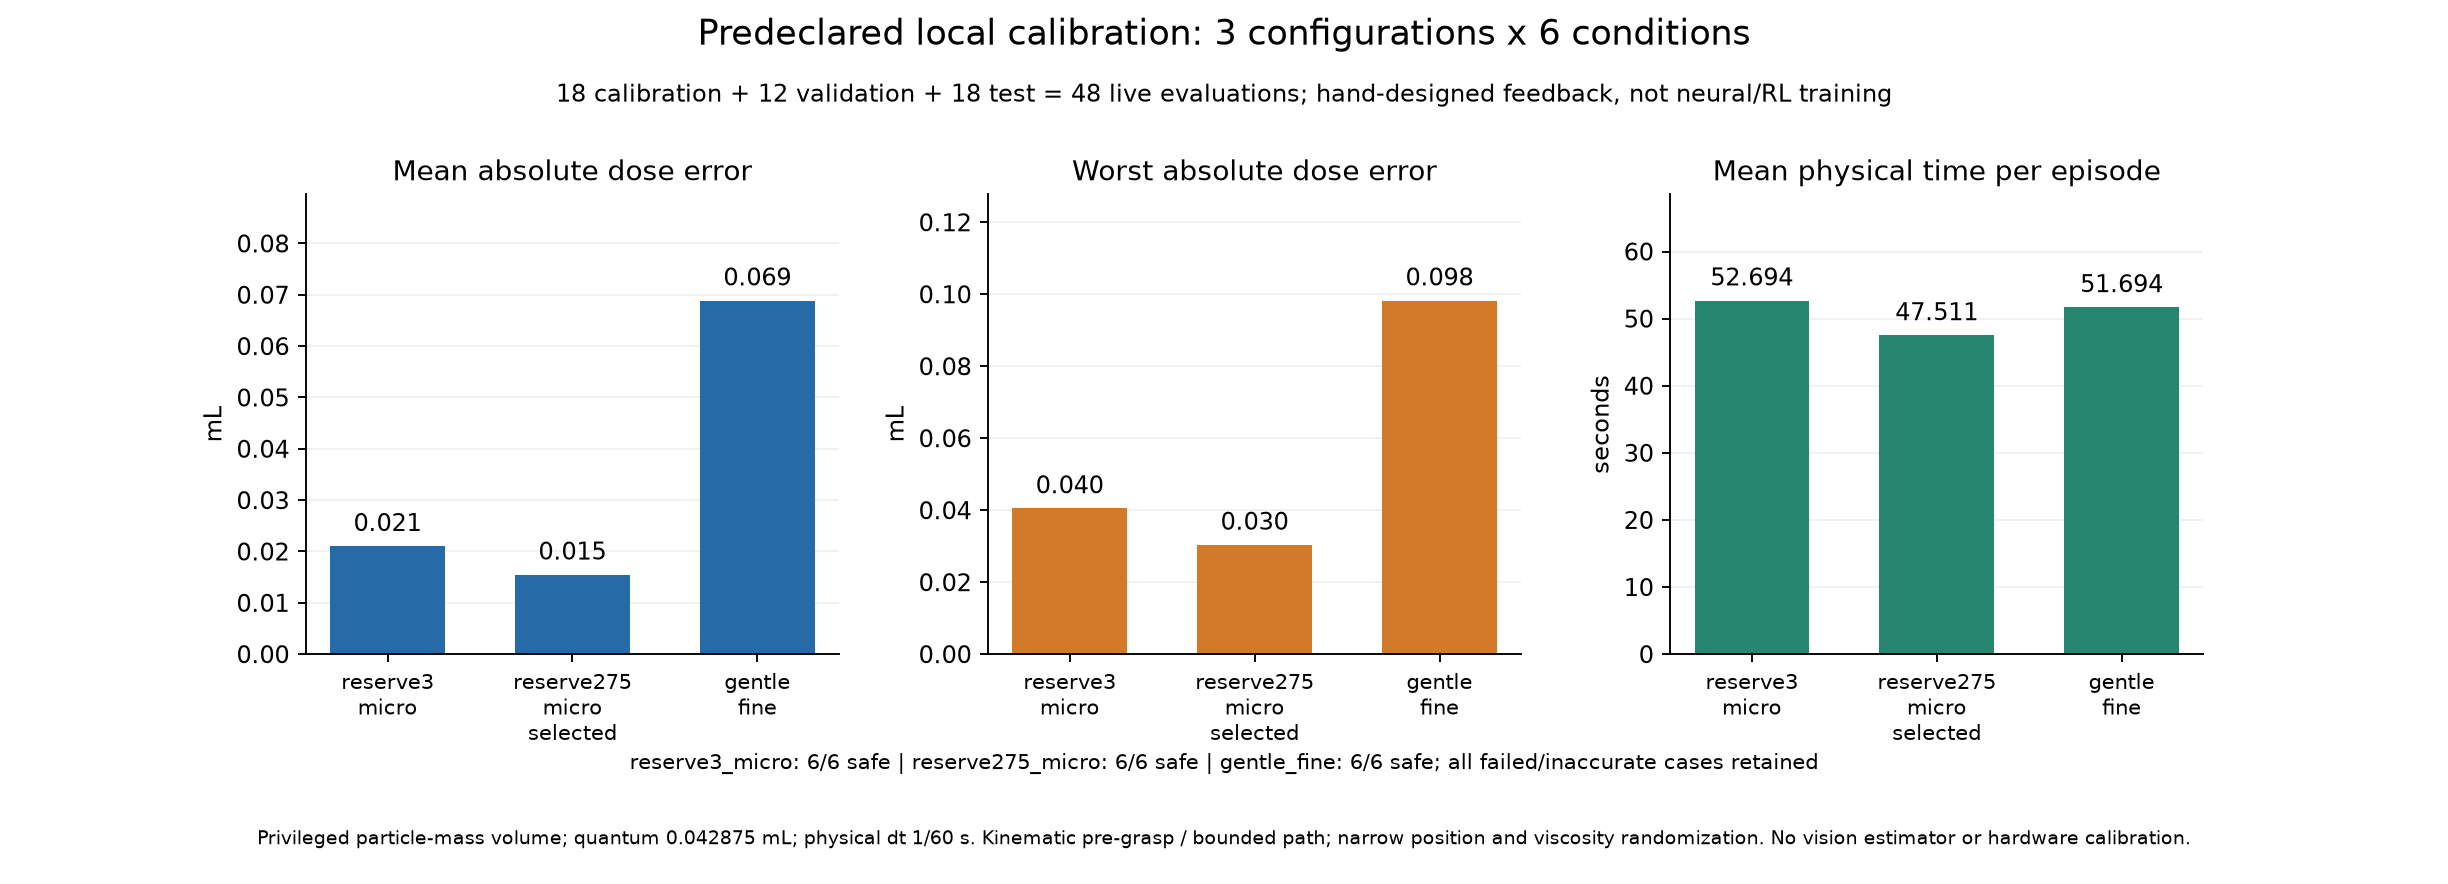 Predeclared local calibration: 3 configurations x 6 conditions
18 calibration + 12 validation + 18 test = 48 live evaluations; hand-designed feedback, not neural/RL training
Mean absolute dose error
mL
0.08
0.07
0.06
0.05
0.04
0.03
0.02
0.01
0.00
0.021
0.015
0.069
reserve3
micro
reserve275
micro
selected
gentle
fine
Worst absolute dose error
mL
0.12
0.10
0.08
0.06
0.04
0.02
0.00
0.040
0.030
0.098
reserve3
micro
reserve275
micro
selected
gentle
fine
Mean physical time per episode
seconds
60
50
40
30
20
10
0
52.694
47.511
51.694
reserve3
micro
reserve275
micro
selected
gentle
fine
reserve3_micro: 6/6 safe | reserve275_micro: 6/6 safe | gentle_fine: 6/6 safe; all failed/inaccurate cases retained
Privileged particle-mass volume; quantum 0.042875 mL; physical dt 1/60 s. Kinematic pre-grasp / bounded path; narrow position and viscosity randomization. No vision estimator or hardware calibration.